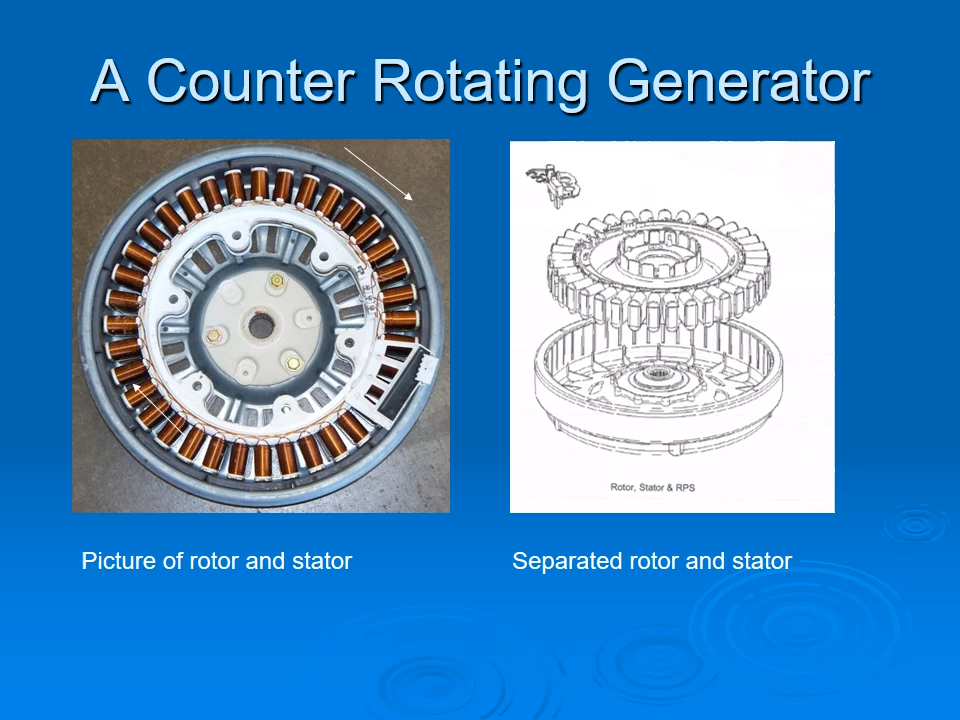 A Counter Rotating Generator
Rotor, Stator & RPS
Picture of rotor and stator
Separated rotor and stator